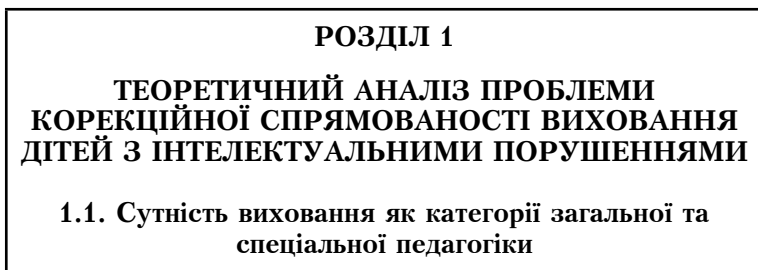 РОЗДІЛ 1
ТЕОРЕТИЧНИЙ АНАЛІЗ ПРОБЛЕМИ
КОРЕКЦІЙНОЇ СПРЯМОВАНОСТІ ВИХОВАННЯ
ДІТЕЙ З ІНТЕЛЕКТУАЛЬНИМИ ПОРУШЕННЯМИ
1.1. Сутність виховання як категорії загальної та
спеціальної педагогіки